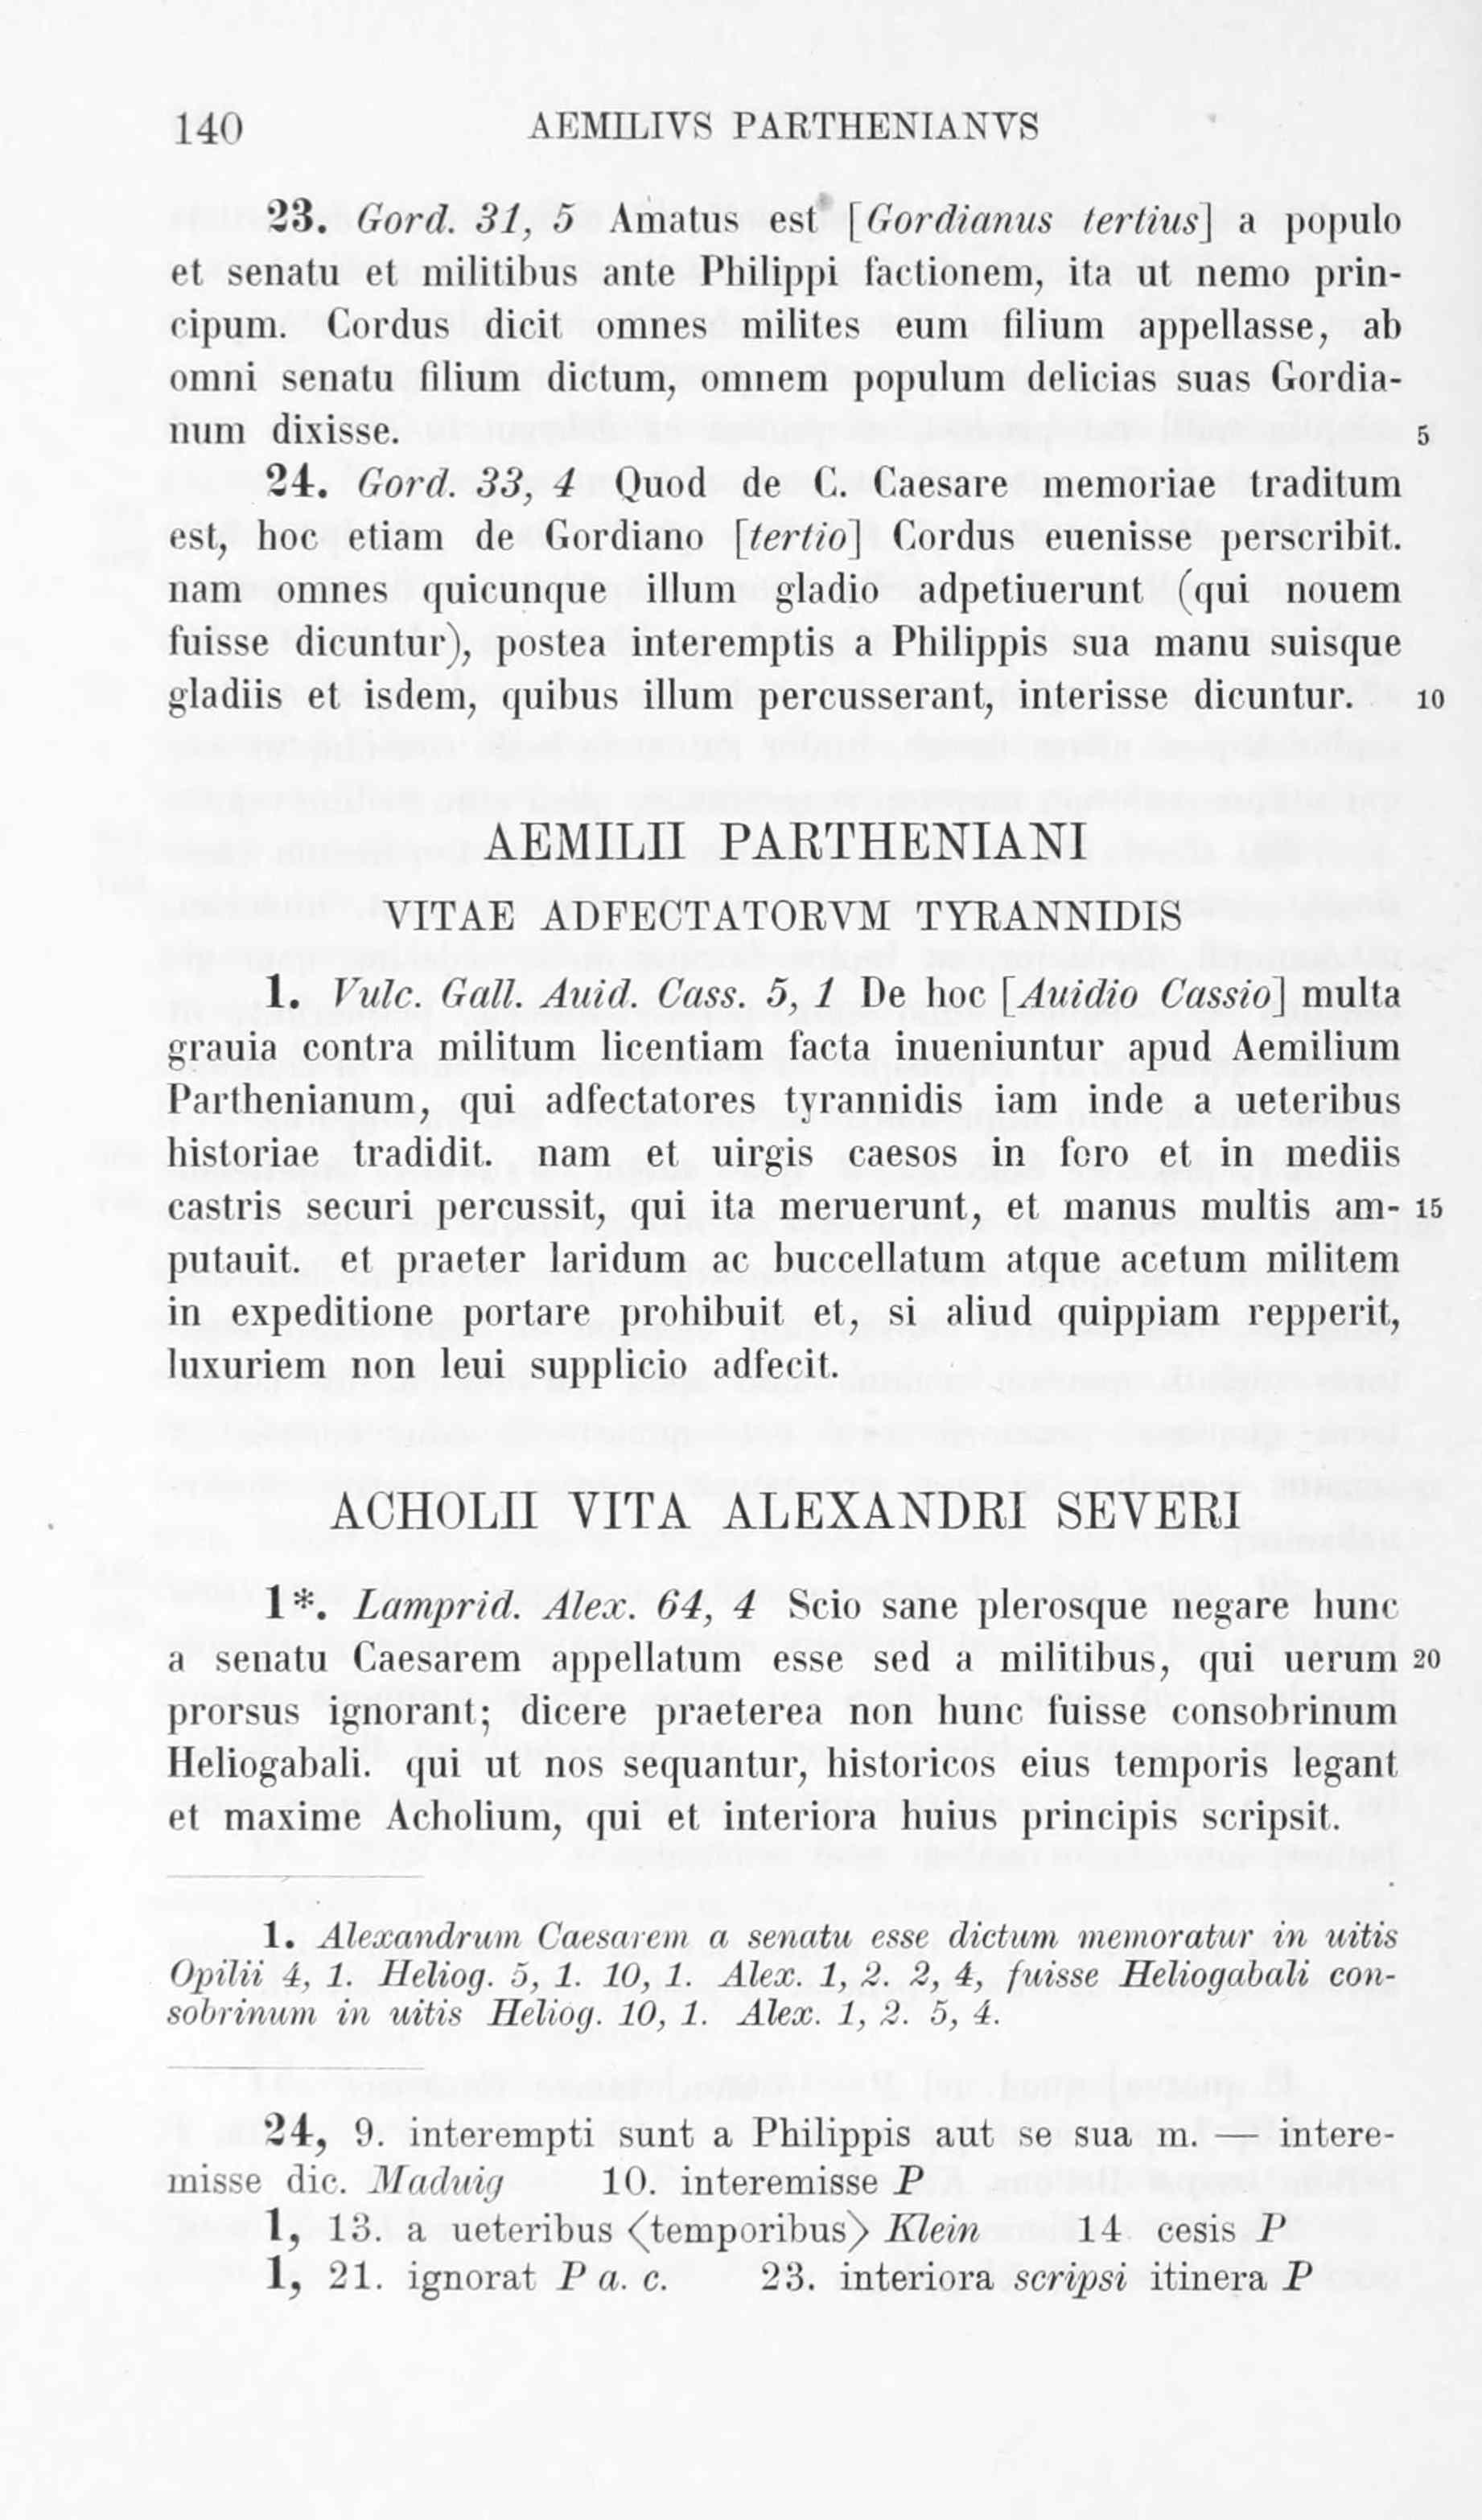 140 AEMILIVS PARTHENIANVS
23. Gord. 31, 5 Amatus est [Gordianus tertius] a populo
et senatu et militibus ante Philippi factionem, ita ut nemo prin-
cipum. Cordus dicit omnes milites eum filium appellasse, ab
omni senatu filium dictum, omnem populum delicias suas Gordia-
num dixisse. 5
24. Gord. 33, 4 Quod de C. Caesare memoriae traditum
est, hoc etiam de Gordiano [tertio] Cordus euenisse perscribit.
nam omnes quicunque illum gladio adpetiuerunt (qui nouem
fuisse dicuntur), postea interemptis a Philippis sua manu suisque
gladiis et isdem, quibus illum percusserant, interisse dicuntur. 10
AEMILII PARTHENIANI
VITAE ADFECTATORVM TYRANNIDIS
1. Vulc. Gall. Auid. Cass. 5, 1 De hoc [Auidio Cassio] multa
grauia contra militum licentiam facta inueniuntur apud Aemilium
Parthenianum, qui adfectatores tyrannidis iam inde a ueteribus
historiae tradidit. nam et uirgis caesos in foro et in mediis
castris securi percussit, qui ita meruerunt, et manus multis am- 15
putauit. et praeter laridum ac buccellatum atque acetum militem
in expeditione portare prohibuit et, si aliud quippiam repperit,
luxuriem non leui supplicio adfecit.
ACHOLII VITA ALEXANDRI SEVERI
1*. Lamprid. Alex. 64, 4 Scio sane plerosque negare hunc
a senatu Caesarem appellatum esse sed a militibus, qui uerum 20
prorsus ignorant; dicere praeterea non hunc fuisse consobrinum
Heliogabali. qui ut nos sequantur, historicos eius temporis legant
et maxime Acholium, qui et interiora huius principis scripsit.
1. Alexandrum Caesarem a senatu esse dictum memoratur in uitis
Opilii 4, 1. Heliog. 5, 1. 10, 1. Alex. 1, 2. 2, 4, fuisse Heliogabali con-
sobrinum in uitis Heliog. 10, 1. Alex. 1, 2. 5, 4.
24, 9. interempti sunt a Philippis aut se sua m. — intere-
misse dic. Maduig 10. interemisse P
1, 13. a ueteribus ⟨temporibus⟩ Klein 14 cesis P
1, 21. ignorat P a. c. 23. interiora scripsi itinera P